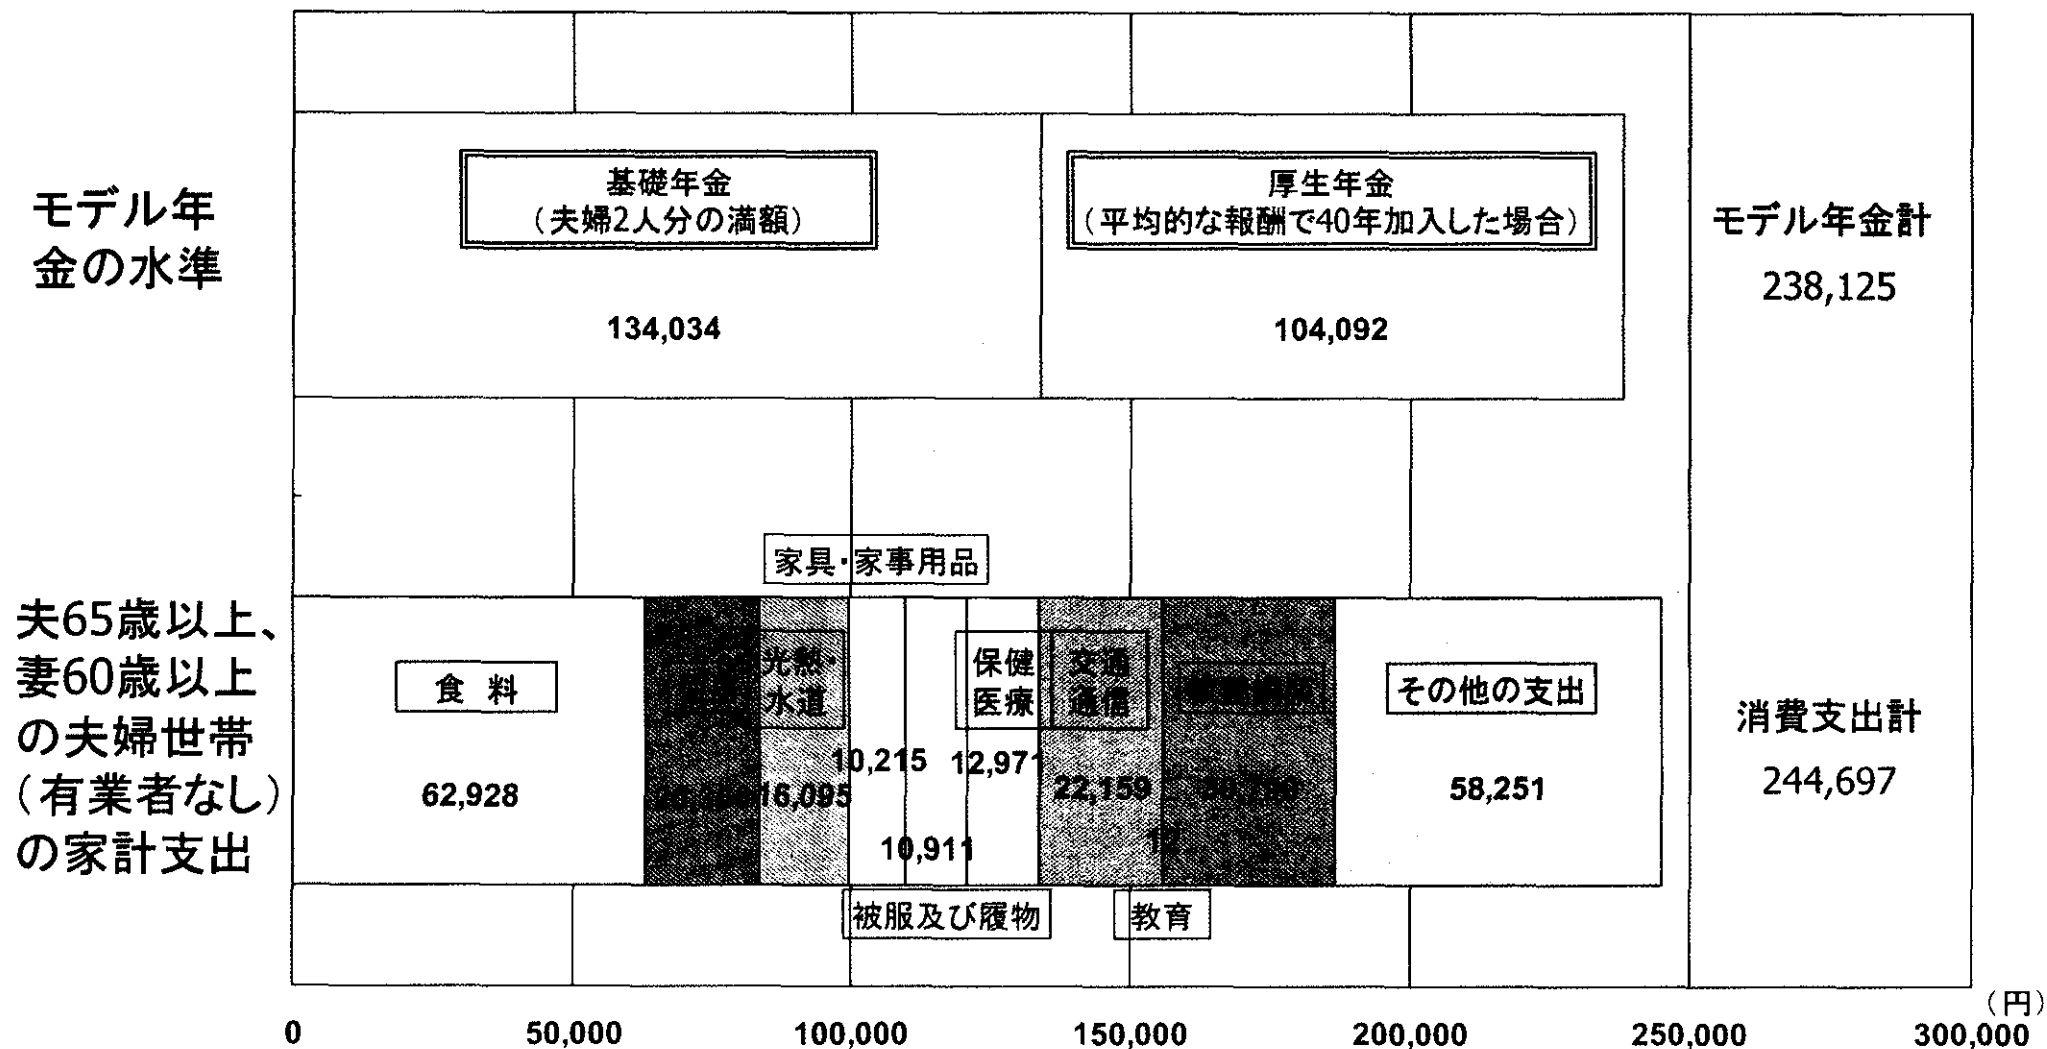 モデル年
金の水準
基礎年金
(夫婦2人分の満額)
134,034
厚生年金
(平均的な報酬で40年加入した場合)
104,092
モデル年金計
238,125
家具・家事用品
夫65歳以上、
妻60歳以上
の夫婦世帯
(有業者なし)
の家計支出
食 料
62,928
光熱・
水道
16,095
10,215
10,911
保健
医療
12,971
交通
通信
22,159
その他の支出
58,251
消費支出計
244,697
被服及び履物
教育
(円)
0
50,000
100,000
150,000
200,000
250,000
300,000